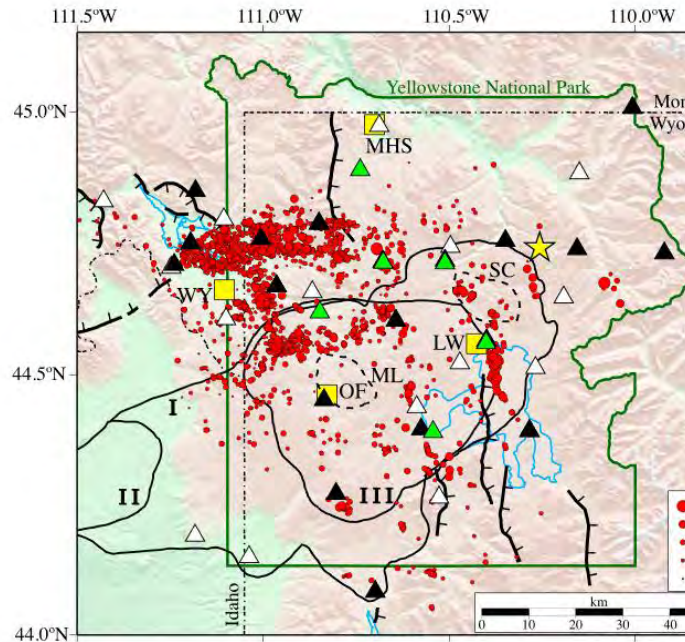 111.5°W 111.0°W 110.5°W 110.0°W
Yellowstone National Park
45.0°N
Mon
Wyo
MHS
SC
WY
LW
44.5°N
ML
OF
I
II
III
Idaho
km
0 10 20 30 40
44.0°N